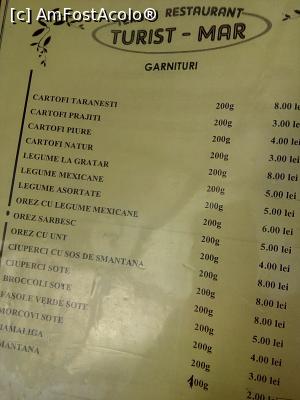 [c] AmFostAcolo®
RESTAURANT
TURIST - MAR
GARNITURI
CARTOFI TARANESTI 200g 8.00 lei
CARTOFI PRAJITI 200g 3.00 lei
CARTOFI PIURE 200g 4.00 lei
CARTOFI NATUR 200g 3.00 lei
LEGUME LA GRATAR 200g 8.00 lei
LEGUME MEXICANE 200g 5.00 lei
LEGUME ASORTATE 200g 5.00 lei
OREZ CU LEGUME MEXICANE 200g 6.00 lei
OREZ SARBESC 200g 5.00 lei
OREZ CU UNT 200g 4.00 lei
CIUPERCI CU SOS DE SMANTANA 200g 8.00 lei
CIUPERCI SOTE 200g 8.00 lei
BROCCOLI SOTE 200g 8.00 lei
FASOLE VERDE SOTE 200g 5.00 lei
MORCOVI SOTE 200g 4.00 lei
MAMALIGA 200g 3.00 lei
MANTANA 100g 2.00 lei